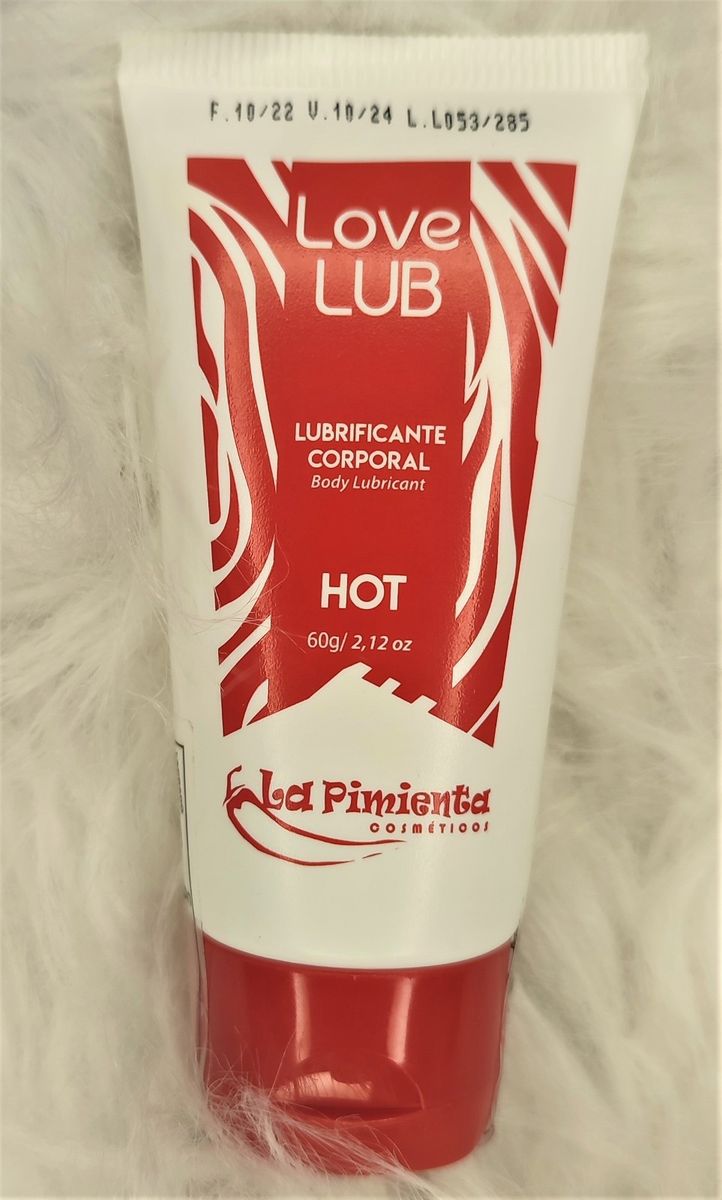 F.10/22 V.10/24 L.L053/285
Love
LUB
LUBRIFICANTE
CORPORAL
Body Lubricant
HOT
60g/ 2,12 oz
La Pimienta
COSMÉTICOS